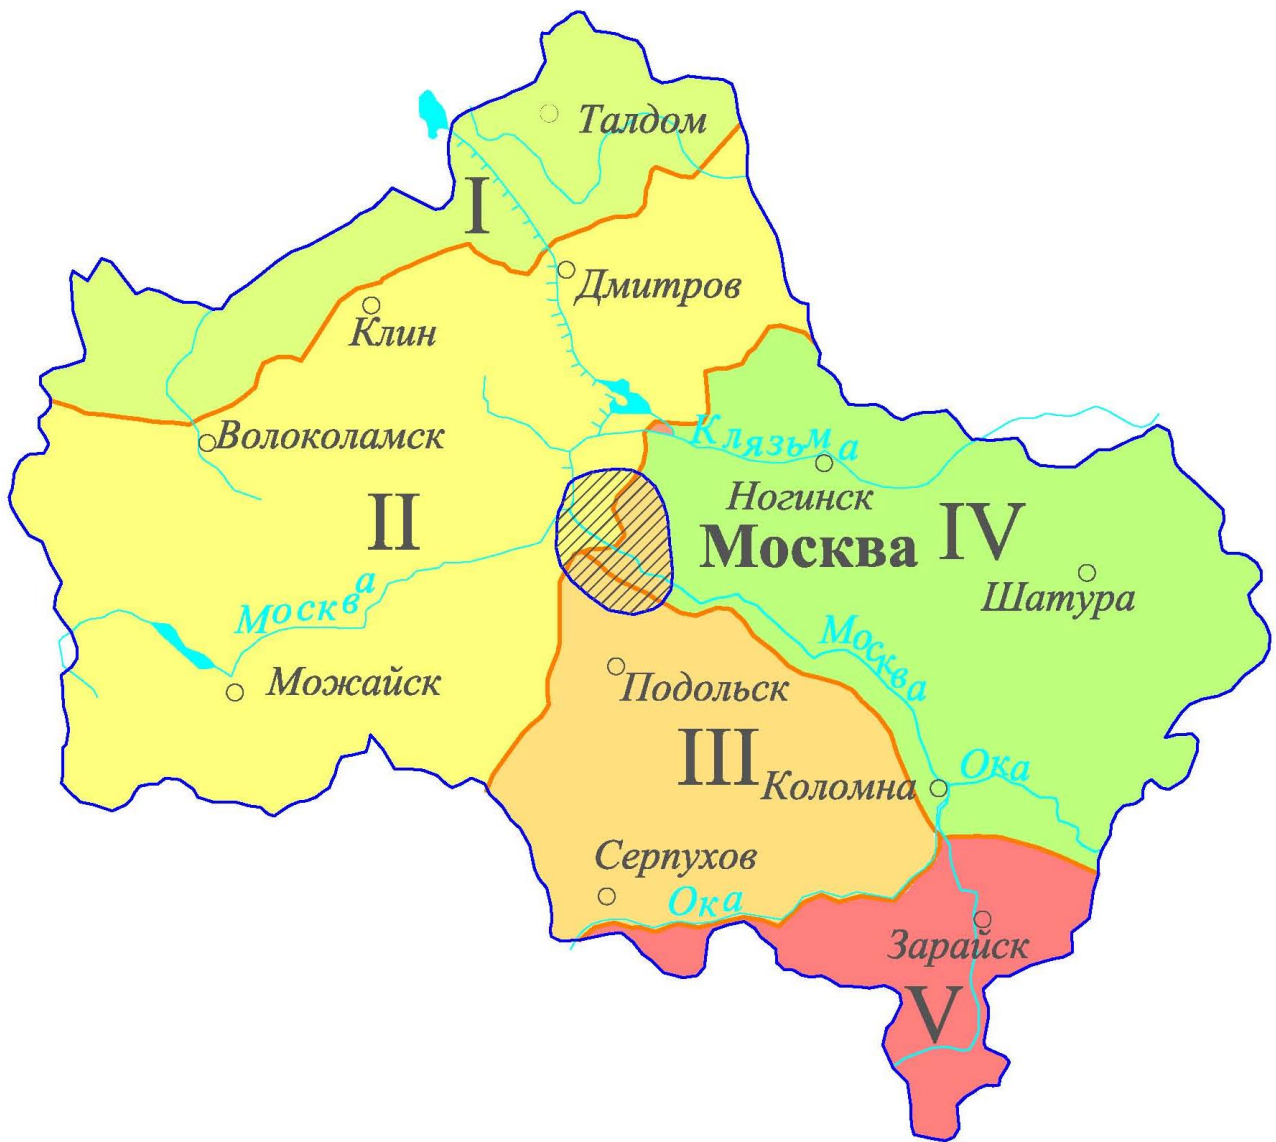 Талдом
I
Дмитров
Клин
Волоколамск
Клязьма
Ногинск
II
Москва
IV
Шатура
Москва
Москва
Можайск
Подольск
III
Коломна
Ока
Серпухов
Ока
Зарайск
V